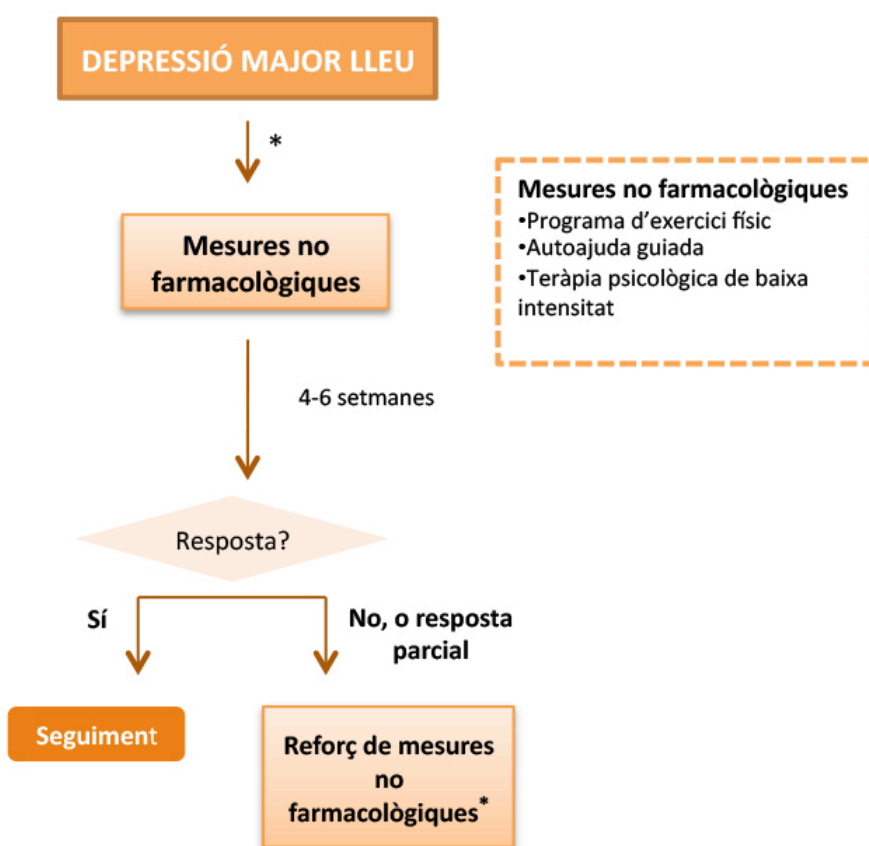 DEPRESSIÓ MAJOR LLEU
*
Mesures no
farmacològiques
Mesures no farmacològiques
•Programa d'exercici físic
•Autoajuda guiada
•Teràpia psicològica de baixa
intensitat
4-6 setmanes
Resposta?
Sí
No, o resposta
parcial
Seguiment
Reforç de mesures
no
farmacològiques*